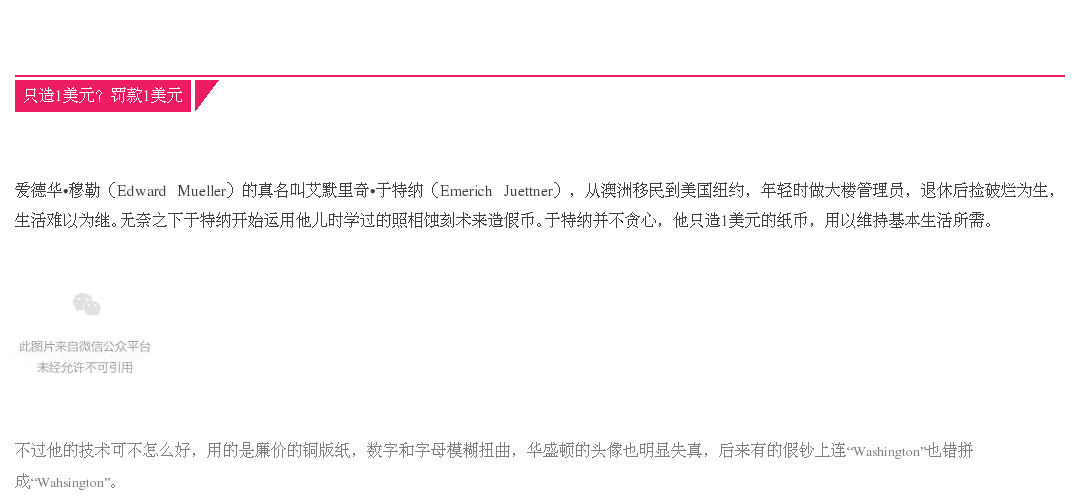 只造1美元？罚款1美元
爱德华•穆勒（Edward Mueller）的真名叫艾默里奇•于特纳（Emerich Juettner），从澳洲移民到美国纽约，年轻时做大楼管理员，退休后捡破烂为生，
生活难以为继。无奈之下于特纳开始运用他儿时学过的照相蚀刻术来造假币。于特纳并不贪心，他只造1美元的纸币，用以维持基本生活所需。
此图片来自微信公众平台
未经允许不可引用
不过他的技术可不怎么好，用的是廉价的铜版纸，数字和字母模糊扭曲，华盛顿的头像也明显失真，后来有的假钞上连“Washington”也错拼
成“Wahsington”。